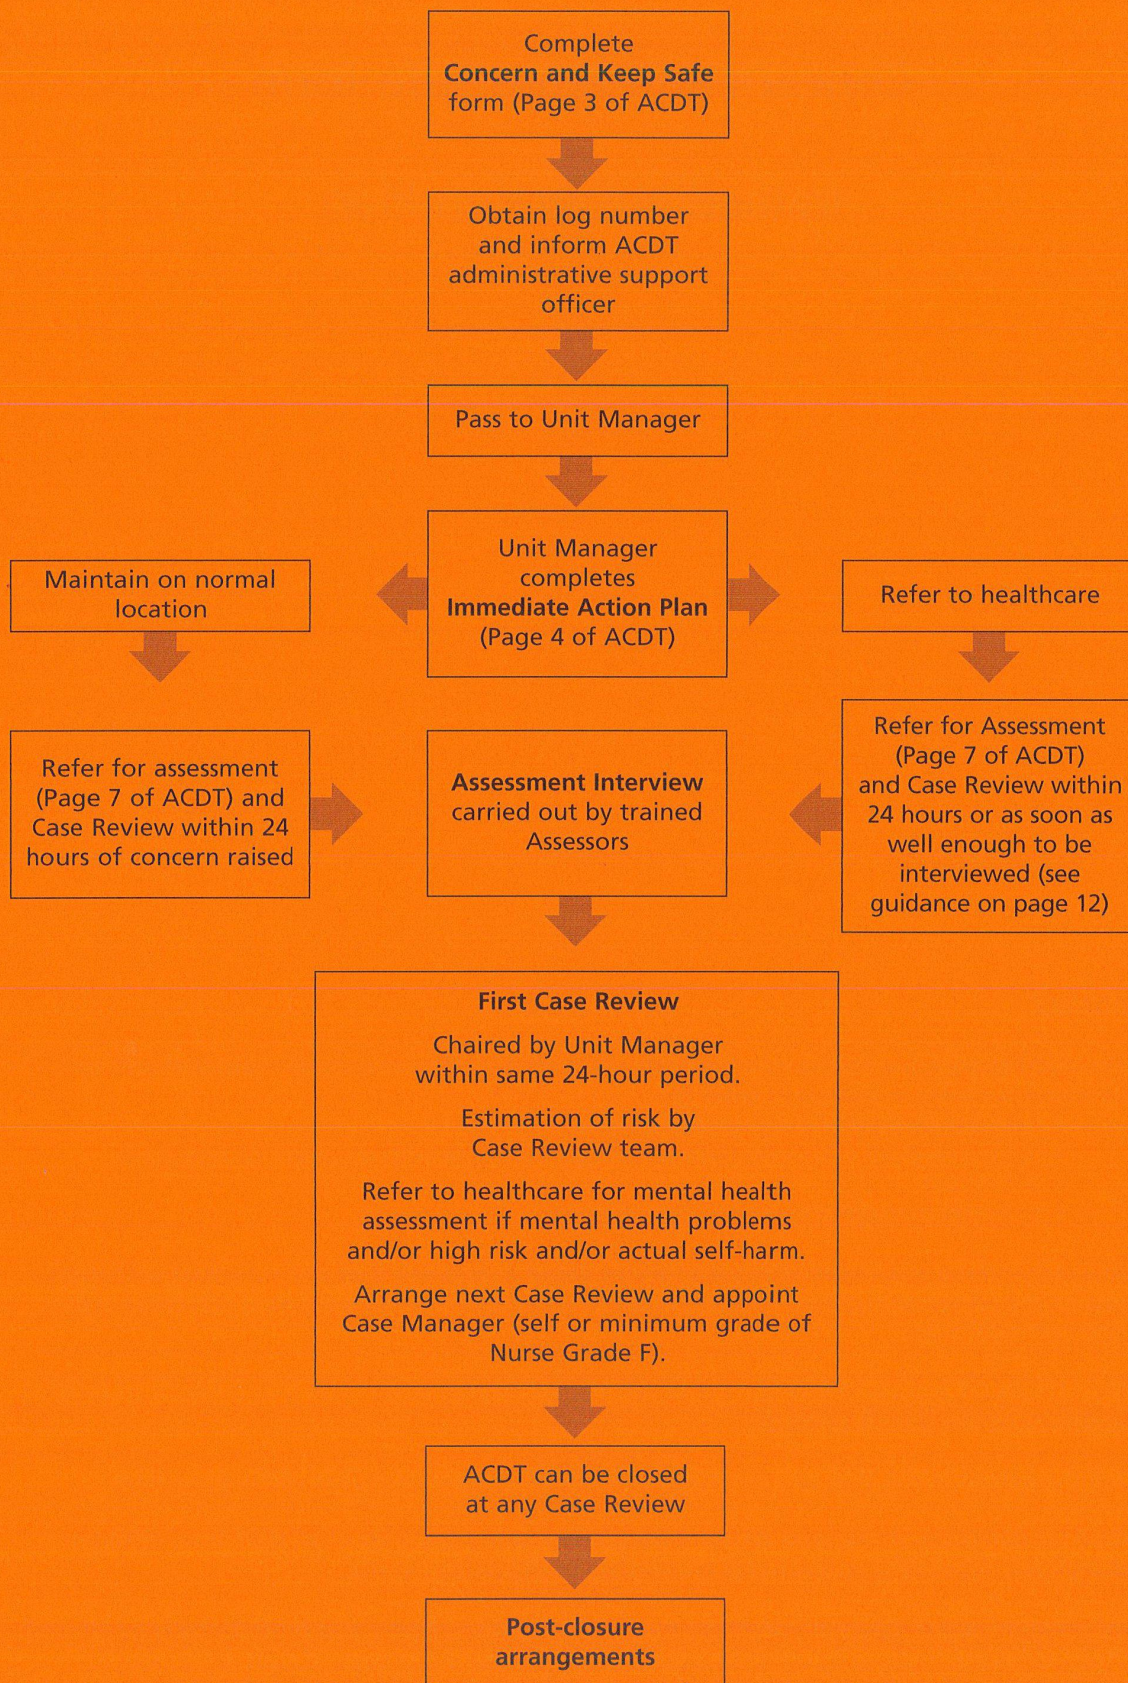 Complete
Concern and Keep Safe
form (Page 3 of ACDT)
Obtain log number
and inform ACDT
administrative support
officer
Pass to Unit Manager
Unit Manager
completes
Immediate Action Plan
(Page 4 of ACDT)
Maintain on normal
location
Refer to healthcare
Refer for assessment
(Page 7 of ACDT) and
Case Review within 24
hours of concern raised
Assessment Interview
carried out by trained
Assessors
Refer for Assessment
(Page 7 of ACDT)
and Case Review within
24 hours or as soon as
well enough to be
interviewed (see
guidance on page 12)
First Case Review
Chaired by Unit Manager
within same 24-hour period.
Estimation of risk by
Case Review team.
Refer to healthcare for mental health
assessment if mental health problems
and/or high risk and/or actual self-harm.
Arrange next Case Review and appoint
Case Manager (self or minimum grade of
Nurse Grade F).
ACDT can be closed
at any Case Review
Post-closure
arrangements